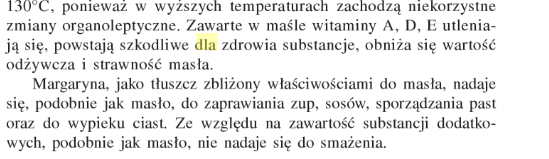 130°C, ponieważ w wyższych temperaturach zachodzą niekorzystne
zmiany organoleptyczne. Zawarte w maśle witaminy A, D, E utlenia-
ją się, powstają szkodliwe dla zdrowia substancje, obniża się wartość
odżywcza i strawność masła.
Margaryna, jako tłuszcz zbliżony właściwościami do masła, nadaje
się, podobnie jak masło, do zaprawiania zup, sosów, sporządzania past
oraz do wypieku ciast. Ze względu na zawartość substancji dodatko-
wych, podobnie jak masło, nie nadaje się do smażenia.